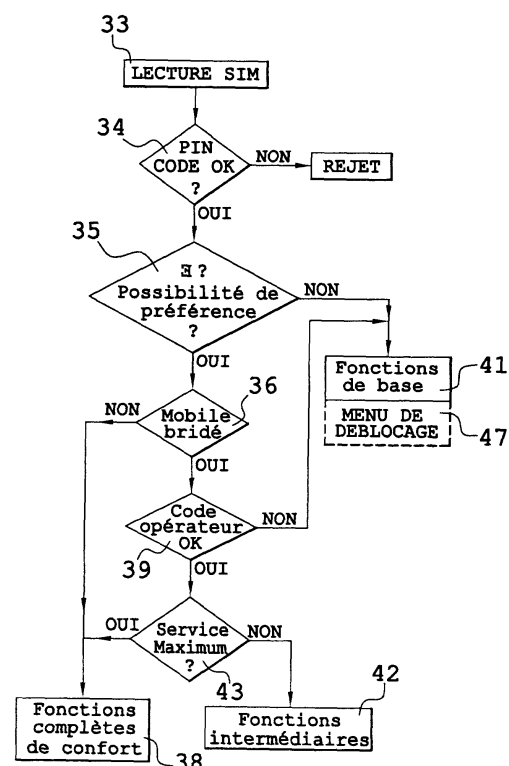 33
LECTURE SIM
34
PIN
CODE OK
?
NON
REJET
OUI
35
∃ ?
Possibilité de
préférence
?
NON
OUI
Fonctions
de base
41
MENU DE
DEBLOCAGE
47
NON
Mobile
bridé
36
OUI
Code
opérateur
OK
NON
39
OUI
OUI
Service
Maximum
?
NON
43
42
Fonctions
complètes
de confort
38
Fonctions
intermédiaires